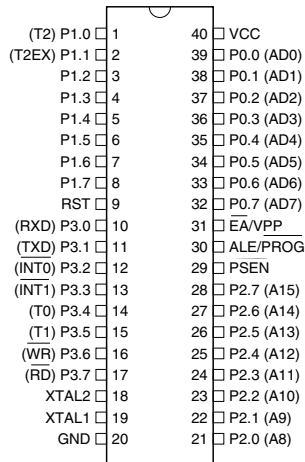 (T2) P1.0 1 40 VCC
(T2EX) P1.1 2 39 P0.0 (AD0)
P1.2 3 38 P0.1 (AD1)
P1.3 4 37 P0.2 (AD2)
P1.4 5 36 P0.3 (AD3)
P1.5 6 35 P0.4 (AD4)
P1.6 7 34 P0.5 (AD5)
P1.7 8 33 P0.6 (AD6)
RST 9 32 P0.7 (AD7)
(RXD) P3.0 10 31 E̅A̅/VPP
(TXD) P3.1 11 30 ALE/P̅R̅O̅G̅
(I̅N̅T̅0̅) P3.2 12 29 P̅S̅E̅N̅
(I̅N̅T̅1̅) P3.3 13 28 P2.7 (A15)
(T0) P3.4 14 27 P2.6 (A14)
(T1) P3.5 15 26 P2.5 (A13)
(W̅R̅) P3.6 16 25 P2.4 (A12)
(R̅D̅) P3.7 17 24 P2.3 (A11)
XTAL2 18 23 P2.2 (A10)
XTAL1 19 22 P2.1 (A9)
GND 20 21 P2.0 (A8)